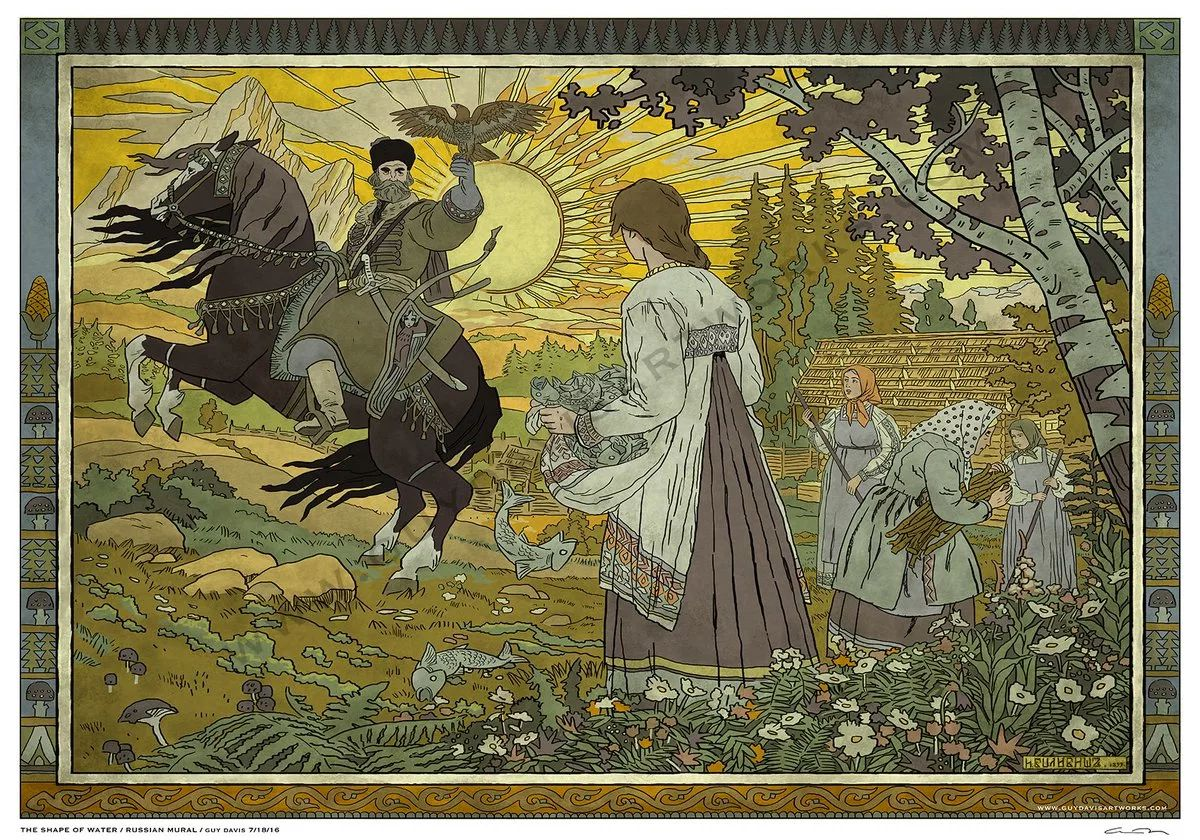 WWW.GUYDAVISARTWORKS.COM
THE SHAPE OF WATER / RUSSIAN MURAL / GUY DAVIS 7/18/16